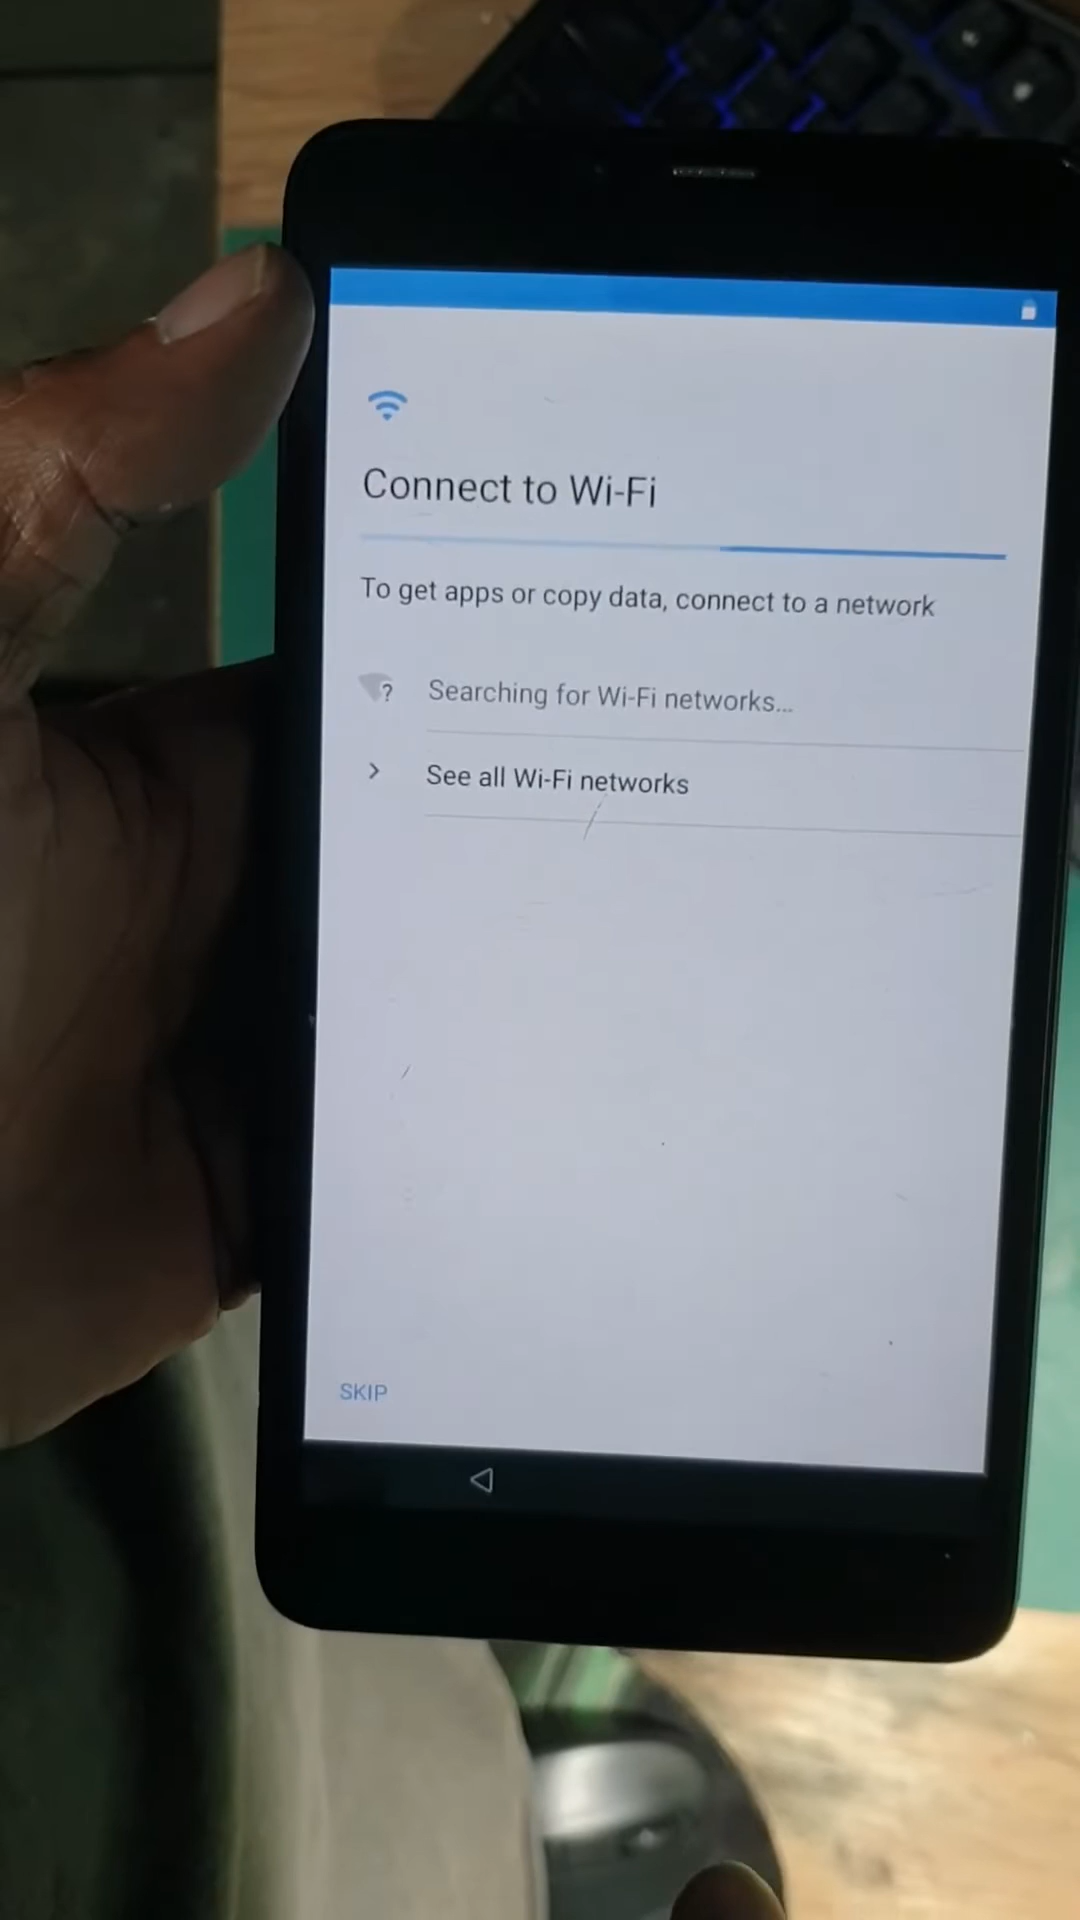 Connect to Wi-Fi
To get apps or copy data, connect to a network
? Searching for Wi-Fi networks...
See all Wi-Fi networks
SKIP